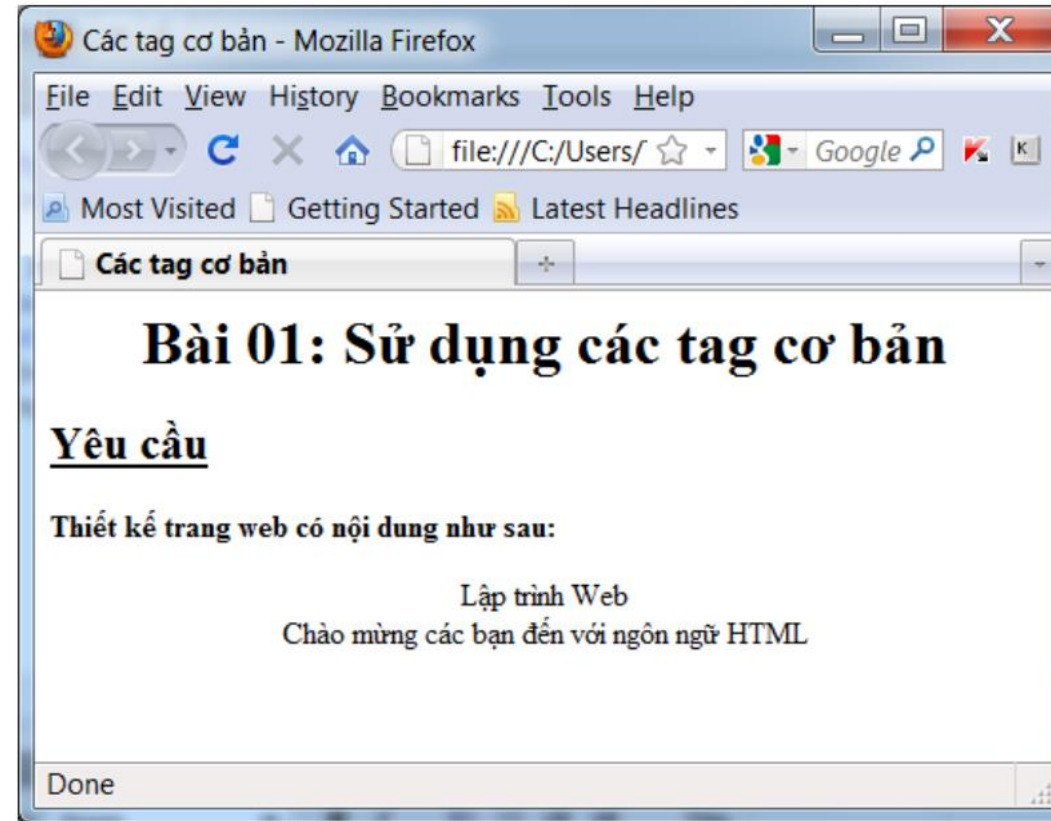 Các tag cơ bản - Mozilla Firefox
File Edit View History Bookmarks Tools Help
file:///C:/Users/ Google K
Most Visited Getting Started Latest Headlines
Các tag cơ bản
Bài 01: Sử dụng các tag cơ bản
Yêu cầu
Thiết kế trang web có nội dung như sau:
Lập trình Web
Chào mừng các bạn đến với ngôn ngữ HTML
Done